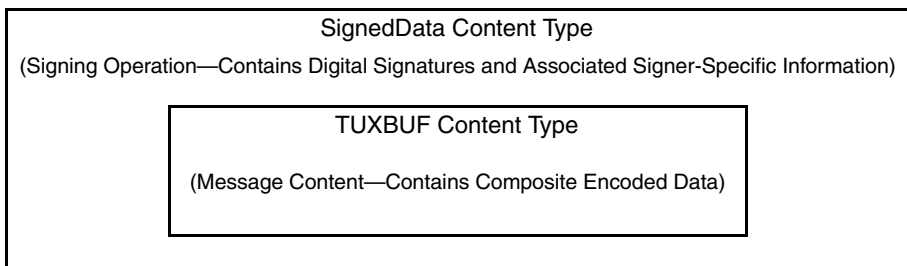 SignedData Content Type
(Signing Operation—Contains Digital Signatures and Associated Signer-Specific Information)
TUXBUF Content Type
(Message Content—Contains Composite Encoded Data)